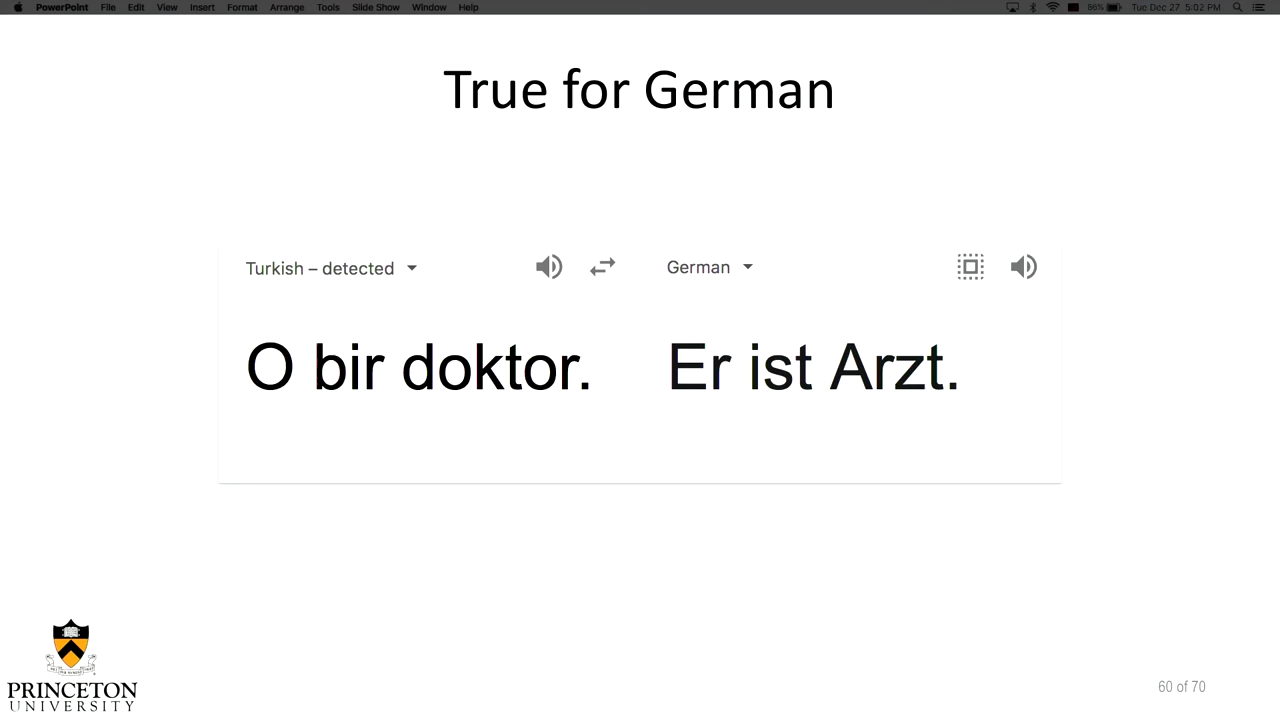 PowerPoint File Edit View Insert Format Arrange Tools Slide Show Window Help 86% Tue Dec 27 5:02 PM
True for German
Turkish – detected German
O bir doktor. Er ist Arzt.
PRINCETON
UNIVERSITY
60 of 70